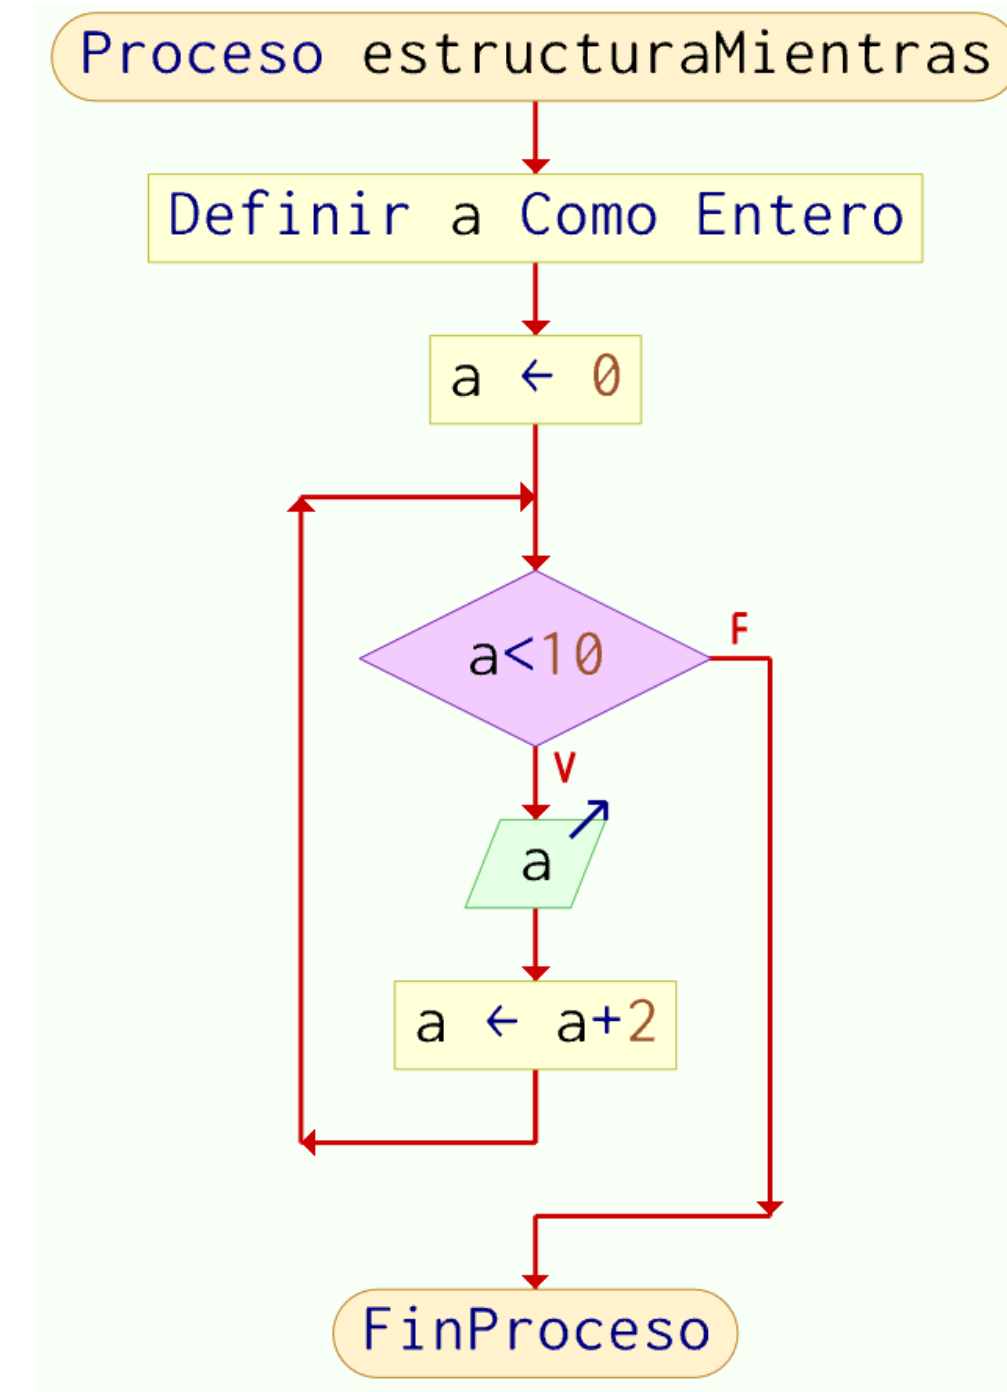 Proceso estructuraMientras
Definir a Como Entero
a ← 0
a<10
F
V
a
a ← a+2
FinProceso